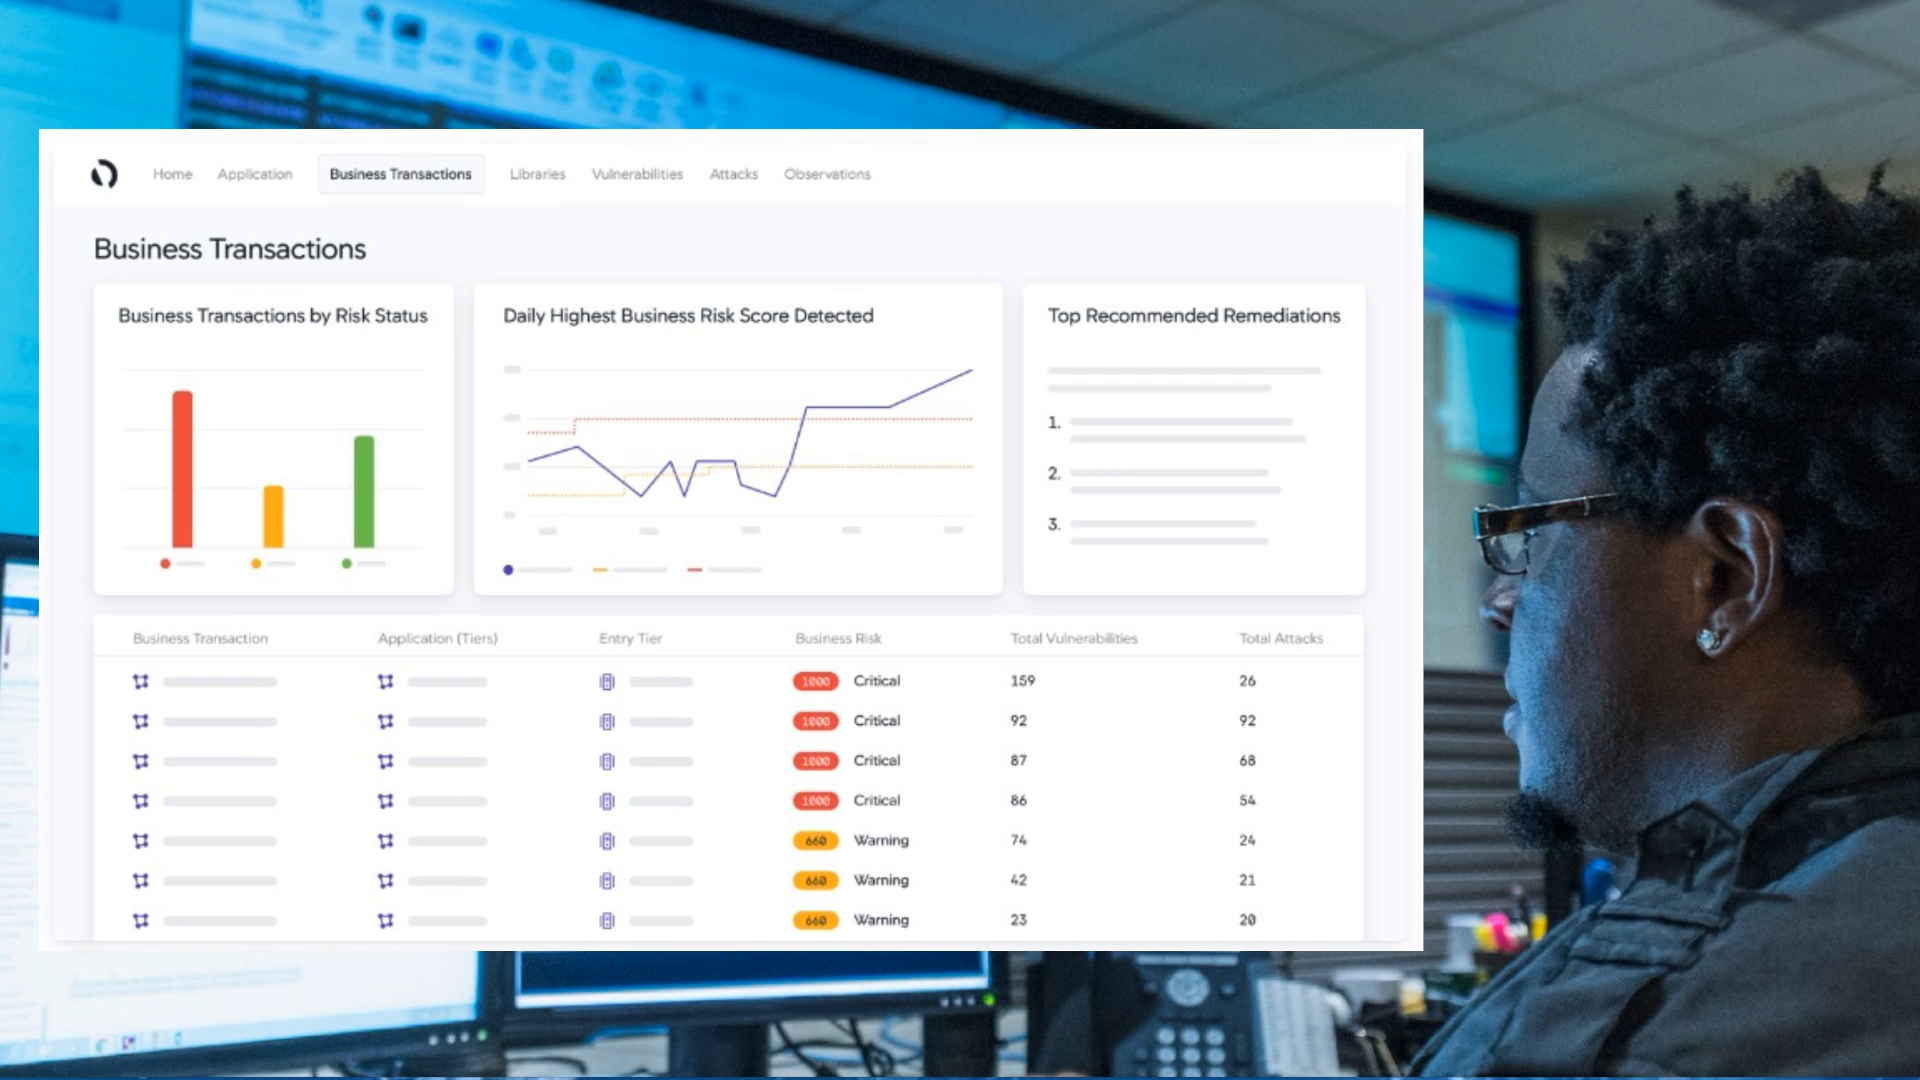 Home Application Business Transactions Libraries Vulnerabilities Attacks Observations
Business Transactions
Business Transactions by Risk Status
Daily Highest Business Risk Score Detected
Top Recommended Remediations
1.
2.
3.
Business Transaction Application (Tiers) Entry Tier Business Risk Total Vulnerabilities Total Attacks
1000 Critical 159 26
1000 Critical 92 92
1000 Critical 87 68
1000 Critical 86 54
660 Warning 74 24
660 Warning 42 21
660 Warning 23 20